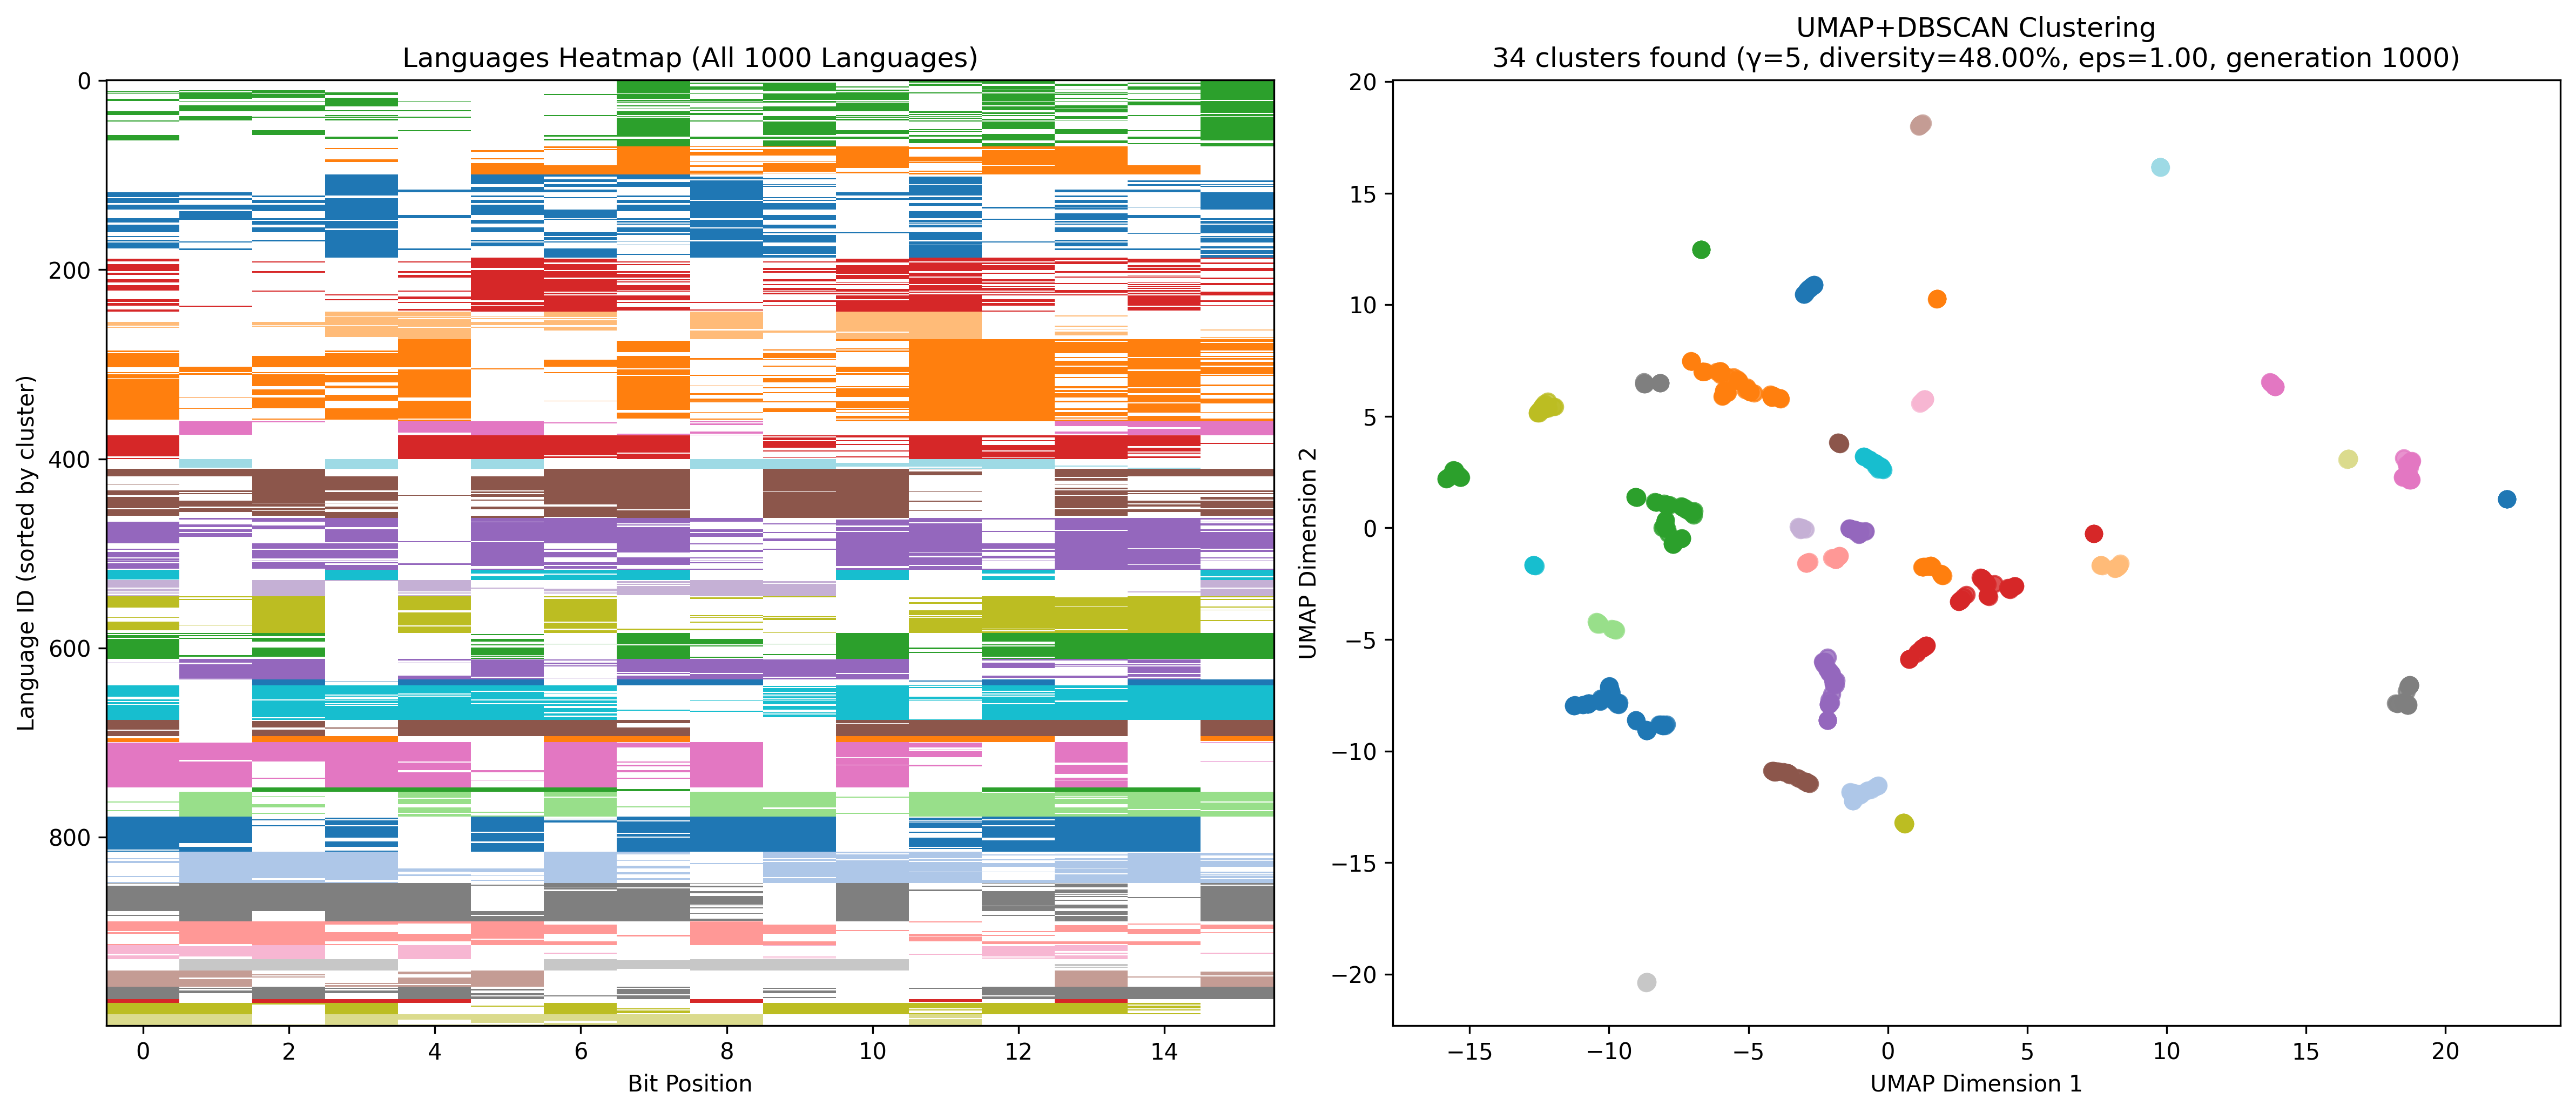 Languages Heatmap (All 1000 Languages)
0
200
400
600
800
Language ID (sorted by cluster)
0 2 4 6 8 10 12 14
Bit Position
UMAP+DBSCAN Clustering
34 clusters found (γ=5, diversity=48.00%, eps=1.00, generation 1000)
20
15
10
5
0
−5
−10
−15
−20
UMAP Dimension 2
−15 −10 −5 0 5 10 15 20
UMAP Dimension 1